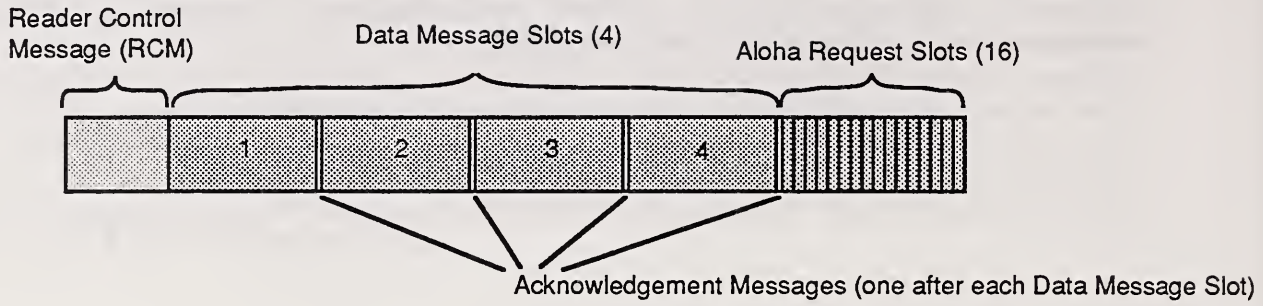 Reader Control
Message (RCM)
Data Message Slots (4)
Aloha Request Slots (16)
1
2
3
4
Acknowledgement Messages (one after each Data Message Slot)